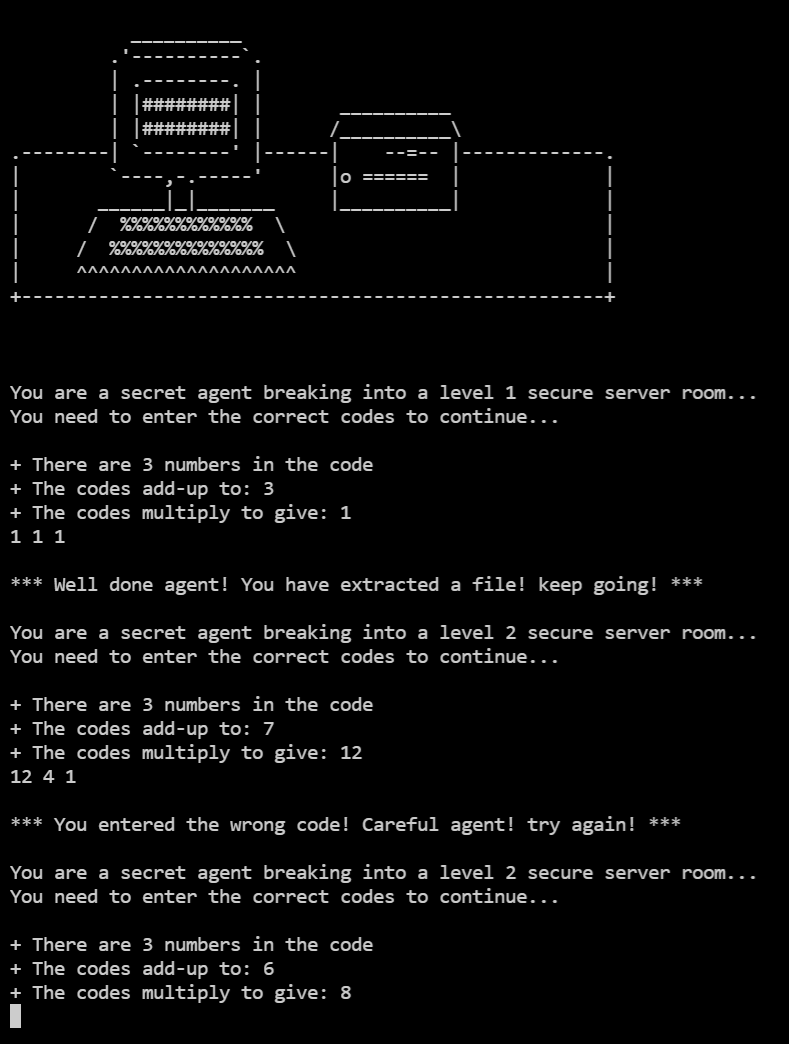 You are a secret agent breaking into a level 1 secure server room...
You need to enter the correct codes to continue...
+ There are 3 numbers in the code
+ The codes add-up to: 3
+ The codes multiply to give: 1
1 1 1
*** Well done agent! You have extracted a file! keep going! ***
You are a secret agent breaking into a level 2 secure server room...
You need to enter the correct codes to continue...
+ There are 3 numbers in the code
+ The codes add-up to: 7
+ The codes multiply to give: 12
12 4 1
*** You entered the wrong code! Careful agent! try again! ***
You are a secret agent breaking into a level 2 secure server room...
You need to enter the correct codes to continue...
+ There are 3 numbers in the code
+ The codes add-up to: 6
+ The codes multiply to give: 8